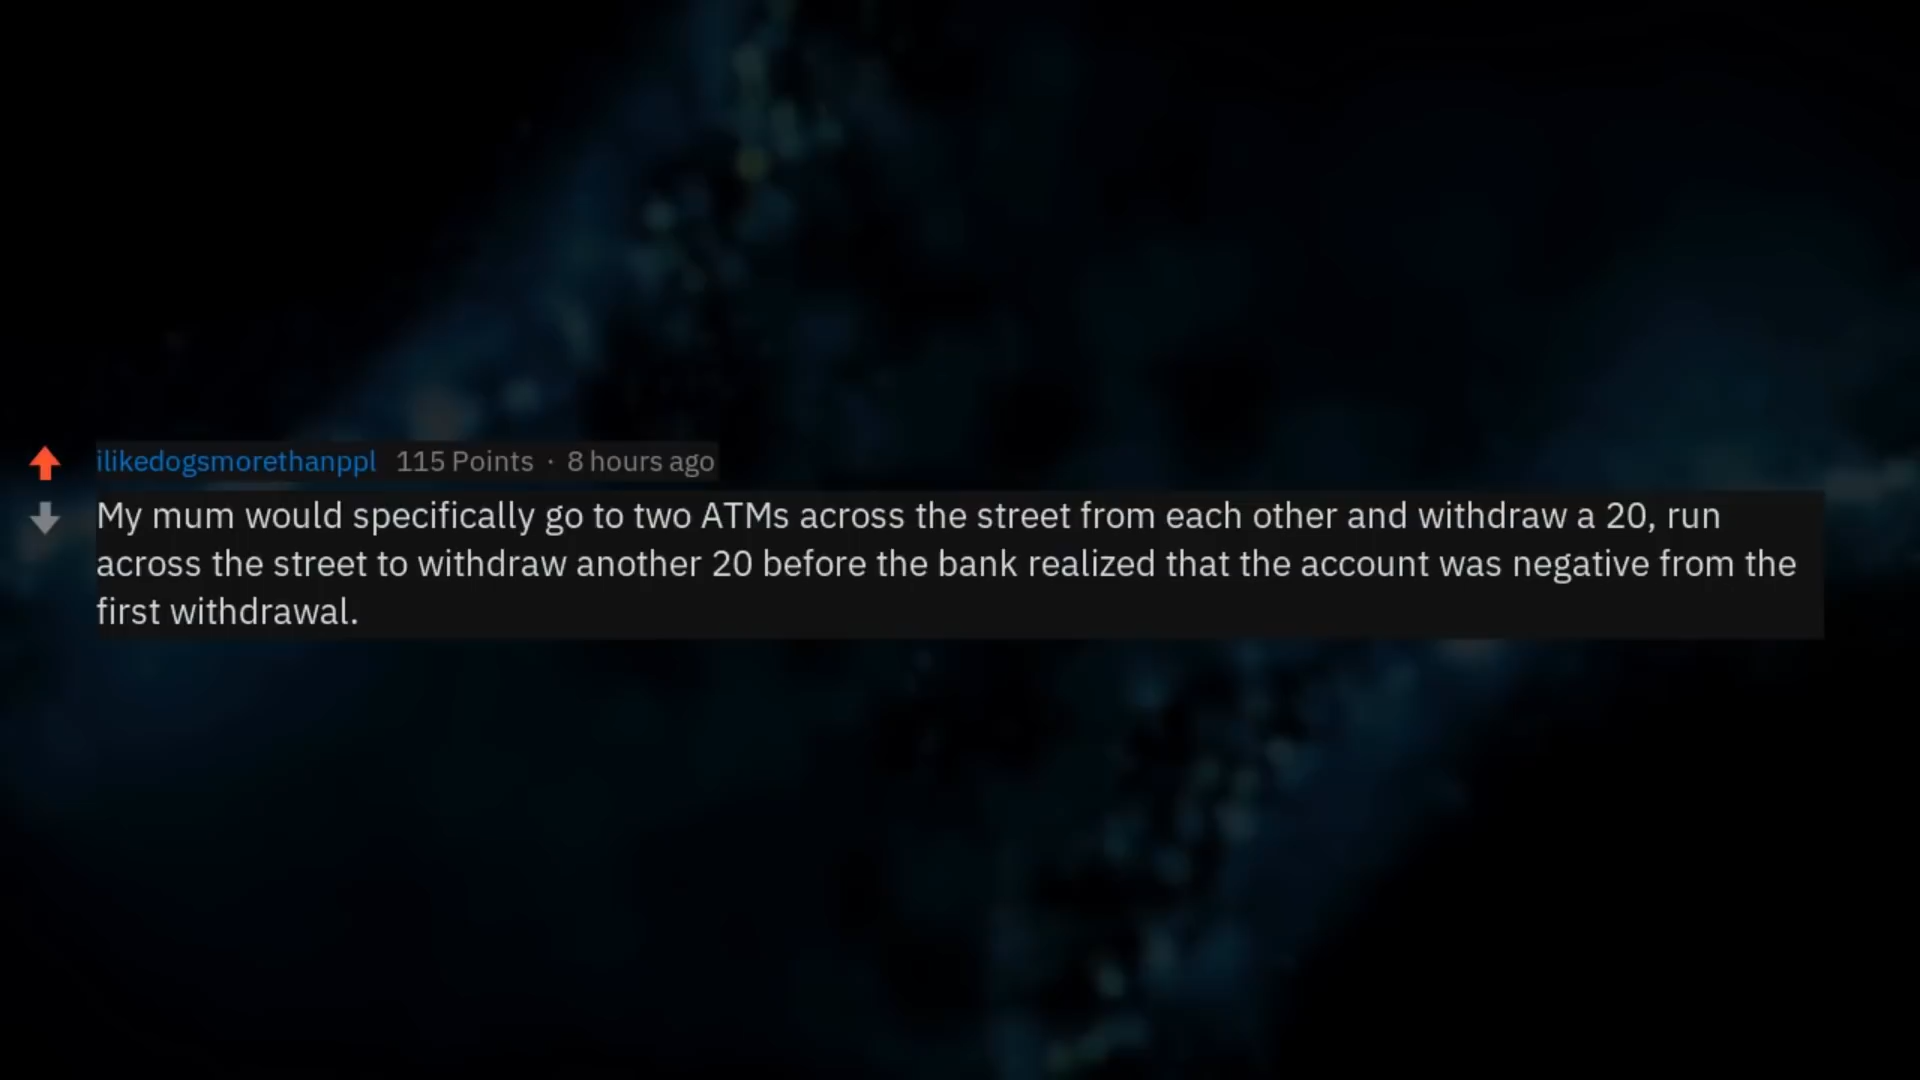 ilikedogsmorethanppl 115 Points · 8 hours ago
My mum would specifically go to two ATMs across the street from each other and withdraw a 20, run
across the street to withdraw another 20 before the bank realized that the account was negative from the
first withdrawal.